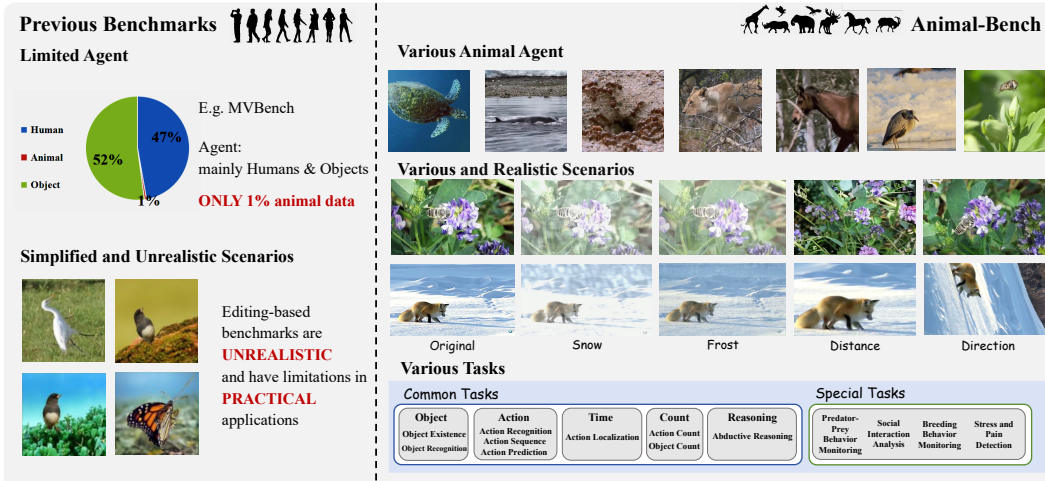 Previous Benchmarks
Limited Agent
Human
Animal
Object
47%
52%
1%
E.g. MVBench
Agent:
mainly Humans & Objects
ONLY 1% animal data
Simplified and Unrealistic Scenarios
Editing-based
benchmarks are
UNREALISTIC
and have limitations in
PRACTICAL
applications
Animal-Bench
Various Animal Agent
Various and Realistic Scenarios
Original
Snow
Frost
Distance
Direction
Various Tasks
Common Tasks
Object
Object Existence
Object Recognition
Action
Action Recognition
Action Sequence
Action Prediction
Time
Action Localization
Count
Action Count
Object Count
Reasoning
Abductive Reasoning
Special Tasks
Predator-
Prey
Behavior
Monitoring
Social
Interaction
Analysis
Breeding
Behavior
Monitoring
Stress and
Pain
Detection